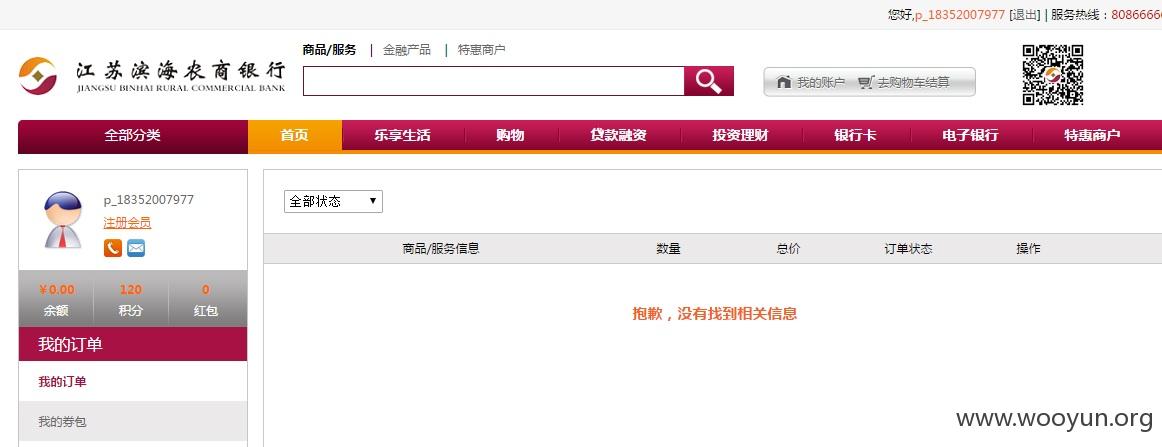 您好,p_18352007977 [退出] | 服务热线：80866666
商品/服务 | 金融产品 | 特惠商户
江苏滨海农商银行
JIANGSU BINHAI RURAL COMMERCIAL BANK
我的账户 去购物车结算
全部分类 首页 乐享生活 购物 贷款融资 投资理财 银行卡 电子银行 特惠商户
p_18352007977
注册会员
¥0.00 120 0
余额 积分 红包
我的订单
我的订单
我的券包
全部状态
商品/服务信息 数量 总价 订单状态 操作
抱歉，没有找到相关信息
www.wooyun.org